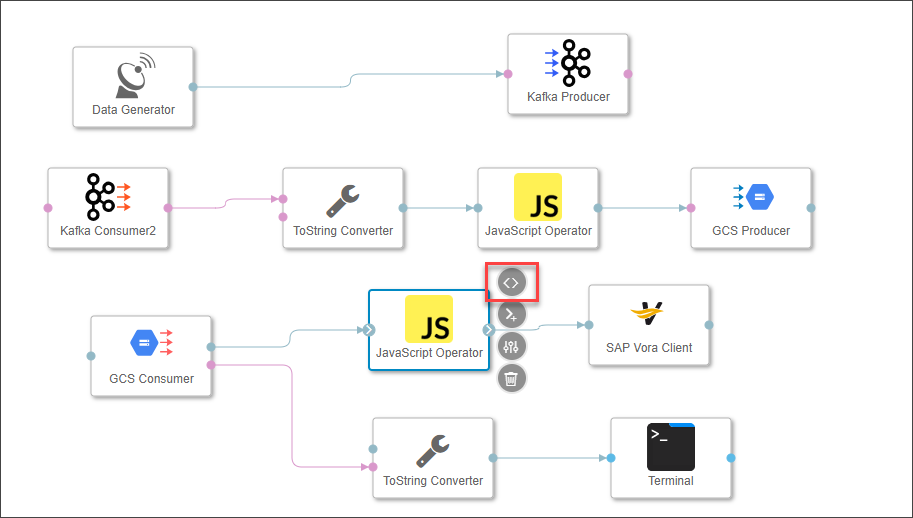 Data Generator
Kafka Producer
Kafka Consumer2
ToString Converter
JS
JavaScript Operator
GCS Producer
GCS Consumer
JS
JavaScript Operator
<>
>+
SAP Vora Client
ToString Converter
>_
Terminal